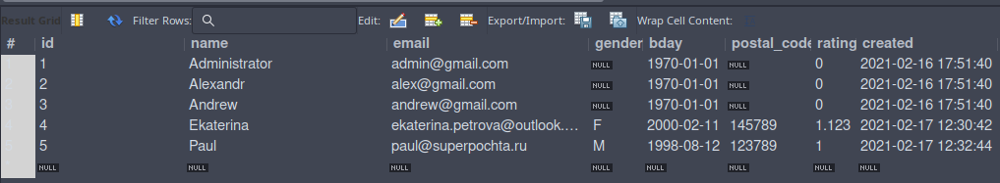 Result Grid Filter Rows: Edit: Export/Import: Wrap Cell Content:
# id name email gender bday postal_code rating created
1 Administrator admin@gmail.com NULL 1970-01-01 NULL 0 2021-02-16 17:51:40
2 Alexandr alex@gmail.com NULL 1970-01-01 NULL 0 2021-02-16 17:51:40
3 Andrew andrew@gmail.com NULL 1970-01-01 NULL 0 2021-02-16 17:51:40
4 Ekaterina ekaterina.petrova@outlook.... F 2000-02-11 145789 1.123 2021-02-17 12:30:42
5 Paul paul@superpochta.ru M 1998-08-12 123789 1 2021-02-17 12:32:44
NULL NULL NULL NULL NULL NULL NULL NULL